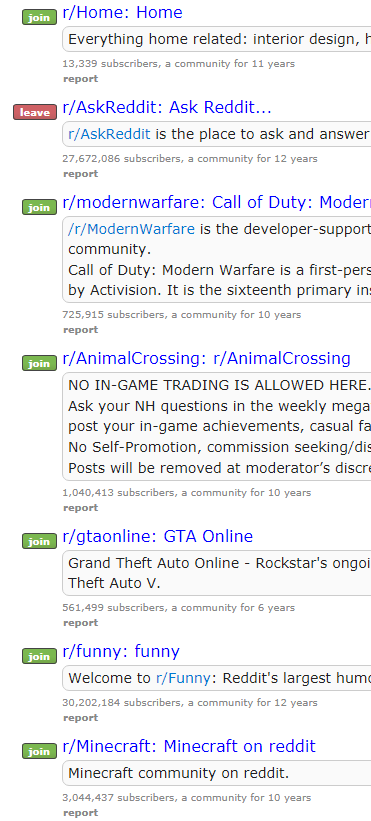 join r/Home: Home
Everything home related: interior design, h
13,339 subscribers, a community for 11 years
report
leave r/AskReddit: Ask Reddit...
r/AskReddit is the place to ask and answer
27,672,086 subscribers, a community for 12 years
report
join r/modernwarfare: Call of Duty: Moder
/r/ModernWarfare is the developer-support
community.
Call of Duty: Modern Warfare is a first-pers
by Activision. It is the sixteenth primary ins
725,915 subscribers, a community for 10 years
report
join r/AnimalCrossing: r/AnimalCrossing
NO IN-GAME TRADING IS ALLOWED HERE.
Ask your NH questions in the weekly mega
post your in-game achievements, casual fa
No Self-Promotion, commission seeking/dis
Posts will be removed at moderator’s discre
1,040,413 subscribers, a community for 10 years
report
join r/gtaonline: GTA Online
Grand Theft Auto Online - Rockstar's ongoi
Theft Auto V.
561,499 subscribers, a community for 6 years
report
join r/funny: funny
Welcome to r/Funny: Reddit's largest humo
30,202,184 subscribers, a community for 12 years
report
join r/Minecraft: Minecraft on reddit
Minecraft community on reddit.
3,044,437 subscribers, a community for 10 years
report